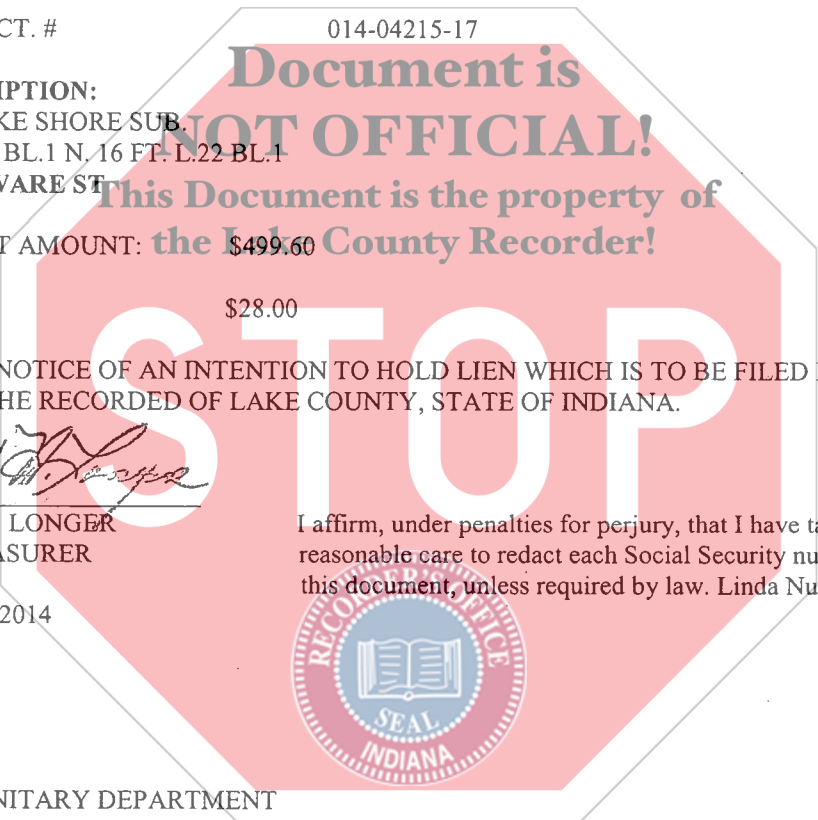 CT. # 014-04215-17
Document is
IPTION:
KE SHORE SUB.
NOT OFFICIAL!
BL.1 N. 16 FT. L.22 BL.1
WARE ST
This Document is the property of
T AMOUNT: $499.60
the Lake County Recorder!
$28.00
STOP
NOTICE OF AN INTENTION TO HOLD LIEN WHICH IS TO BE FILED
HE RECORDED OF LAKE COUNTY, STATE OF INDIANA.
LONGER
ASURER
I affirm, under penalties for perjury, that I have ta
reasonable care to redact each Social Security nu
this document, unless required by law. Linda Nu
2014
RECORDER'S OFFICE
SEAL
INDIANA
NITARY DEPARTMENT